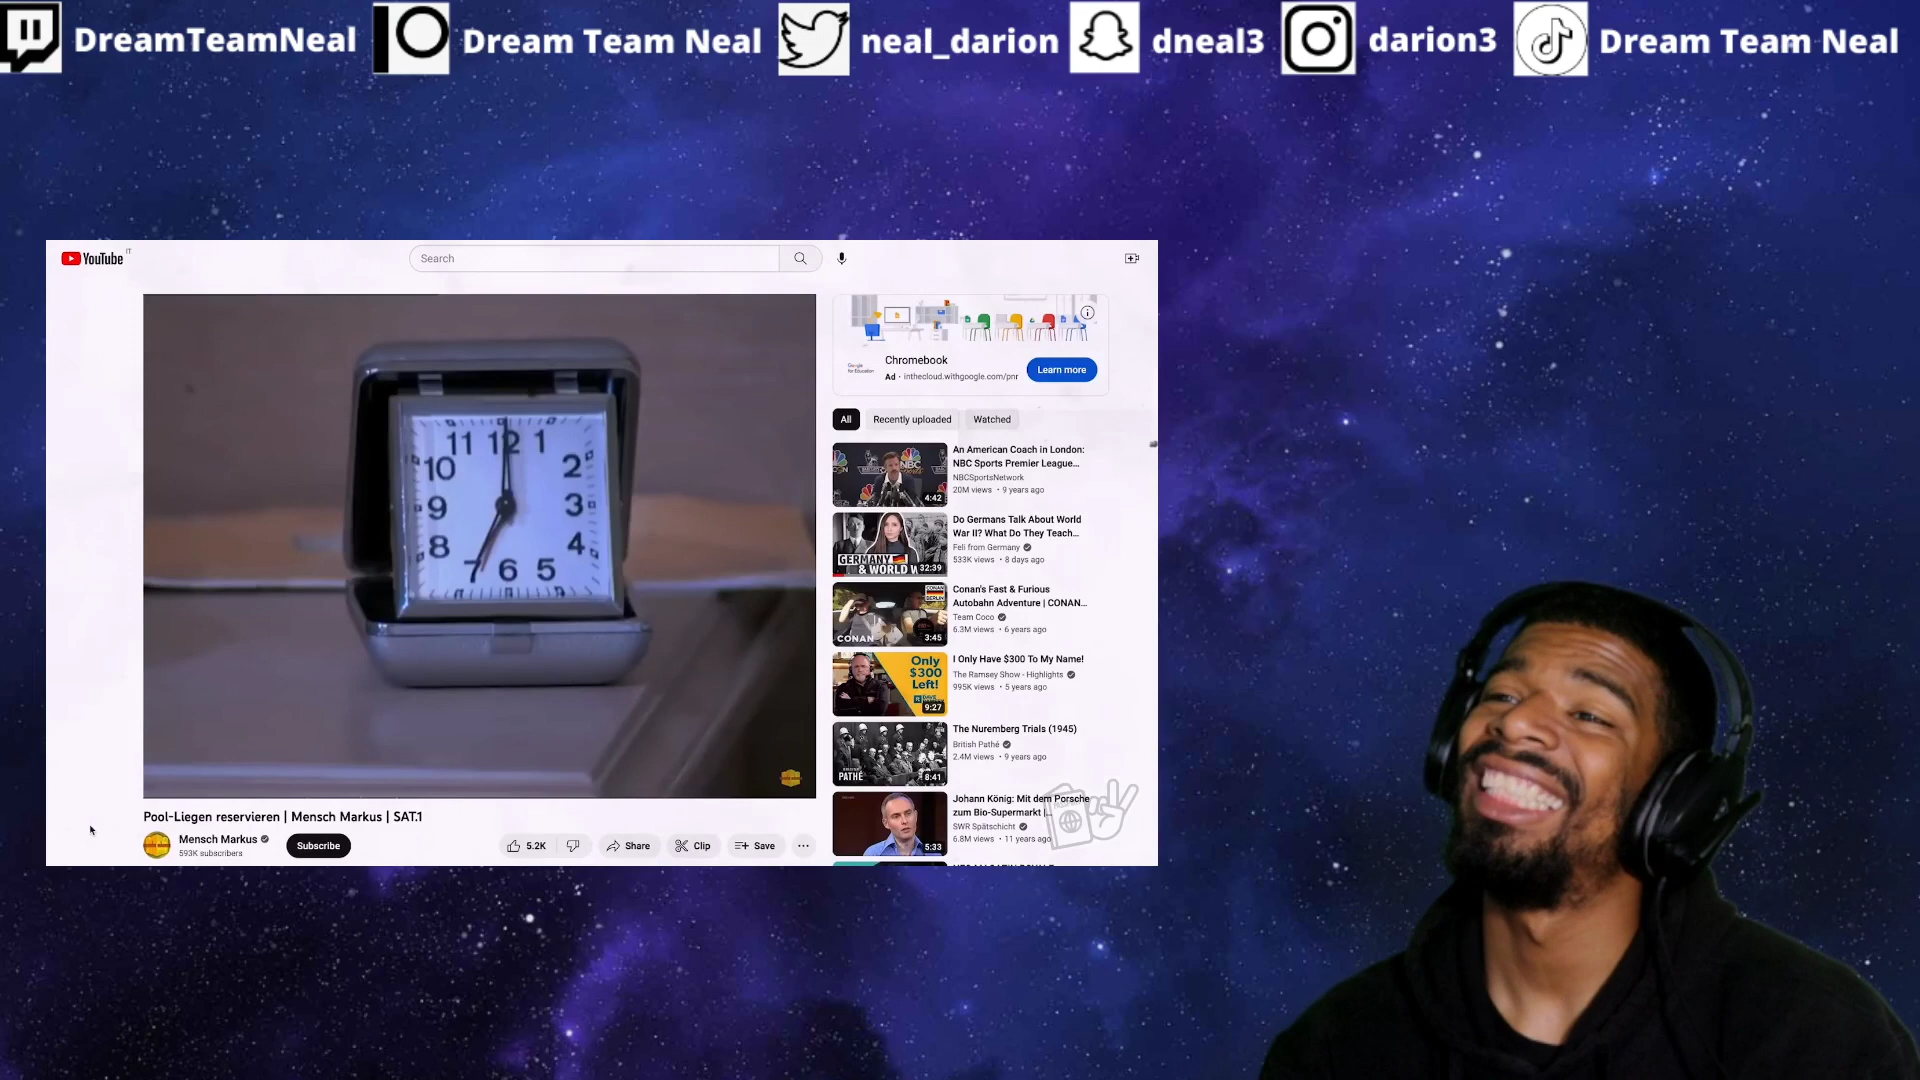 DreamTeamNeal
Dream Team Neal
neal_darion
dneal3
darion3
Dream Team Neal
YouTube IT
Search
11 12 1
10 2
9 3
8 4
7 6 5
Chromebook
Ad · inthecloud.withgoogle.com/pnr
Learn more
Google for Education
All
Recently uploaded
Watched
An American Coach in London:
NBC Sports Premier League...
NBCSportsNetwork
20M views • 9 years ago
NBC
4:42
Do Germans Talk About World
War II? What Do They Teach...
Feli from Germany
533K views • 8 days ago
GERMANY
& WORLD W
32:39
Conan's Fast & Furious
Autobahn Adventure | CONAN...
Team Coco
6.3M views • 6 years ago
CONAN
BERLIN
CONAN
3:45
I Only Have $300 To My Name!
The Ramsey Show - Highlights
995K views • 5 years ago
Only
$300
Left!
9:27
The Nuremberg Trials (1945)
British Pathé
2.4M views • 9 years ago
PATHÉ
8:41
Johann König: Mit dem Porsche
zum Bio-Supermarkt |...
SWR Spätschicht
6.8M views • 11 years ago
5:33
Pool-Liegen reservieren | Mensch Markus | SAT.1
Mensch Markus
593K subscribers
Subscribe
5.2K
Share
Clip
Save